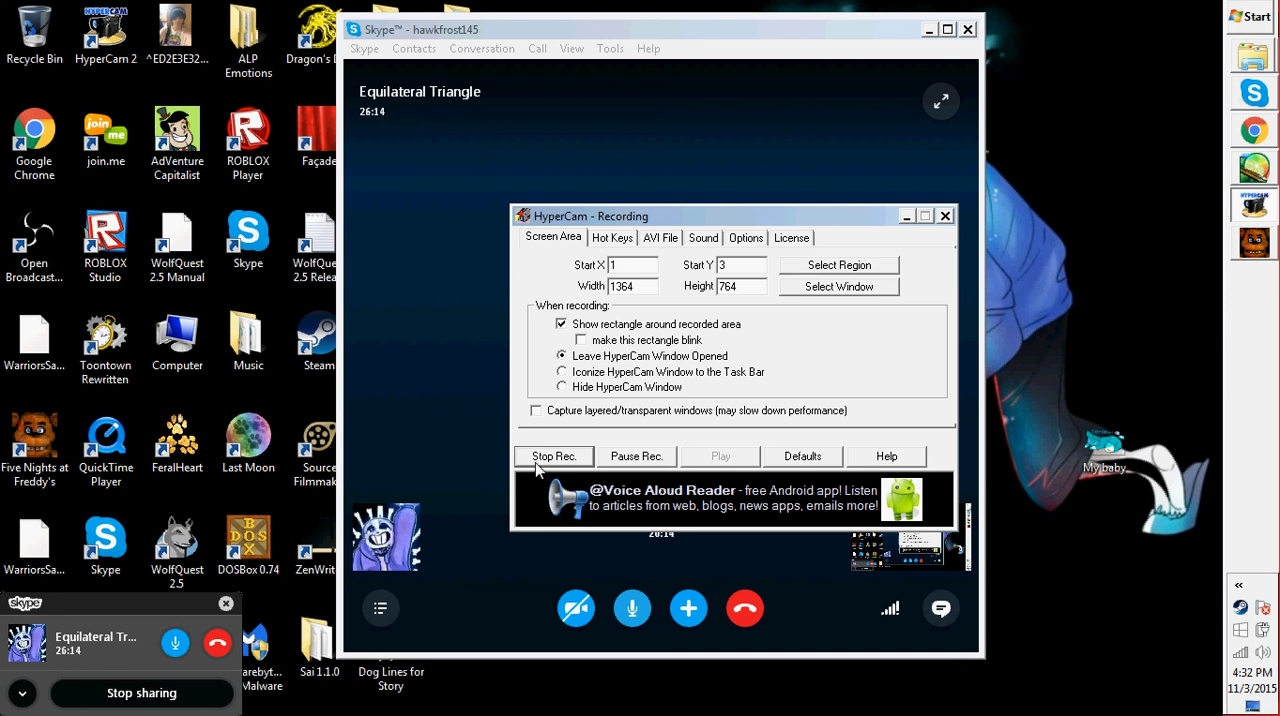 Recycle Bin
HyperCam 2
^ED2E3E32...
ALP
Emotions
Dragon's D
Google
Chrome
join.me
AdVenture
Capitalist
ROBLOX
Player
Façade
Open
Broadcast...
ROBLOX
Studio
WolfQuest
2.5 Manual
Skype
WolfQues
2.5 Relea
WarriorsSa...
Toontown
Rewritten
Computer
Music
Steam
Five Nights at
Freddy's
QuickTime
Player
FeralHeart
Last Moon
Source
Filmmak
WarriorsSa...
Skype
WolfQuest
2.5
DOSBox 0.74
DOS
BOX
ZenWrit
Sai 1.1.0
Dog Lines for
Story
Malware
My baby
Skype™ - hawkfrost145
Skype Contacts Conversation Call View Tools Help
Equilateral Triangle
26:14
HyperCam - Recording
Screen Area Hot Keys AVI File Sound Options License
Start X 1 Start Y 3 Select Region
Width 1364 Height 764 Select Window
When recording:
Show rectangle around recorded area
make this rectangle blink
Leave HyperCam Window Opened
Iconize HyperCam Window to the Task Bar
Hide HyperCam Window
Capture layered/transparent windows (may slow down performance)
Stop Rec. Pause Rec. Play Defaults Help
@Voice Aloud Reader - free Android app! Listen
to articles from web, blogs, news apps, emails more!
26:14
skype
Equilateral Tr...
26:14
Stop sharing
Start
4:32 PM
11/3/2015